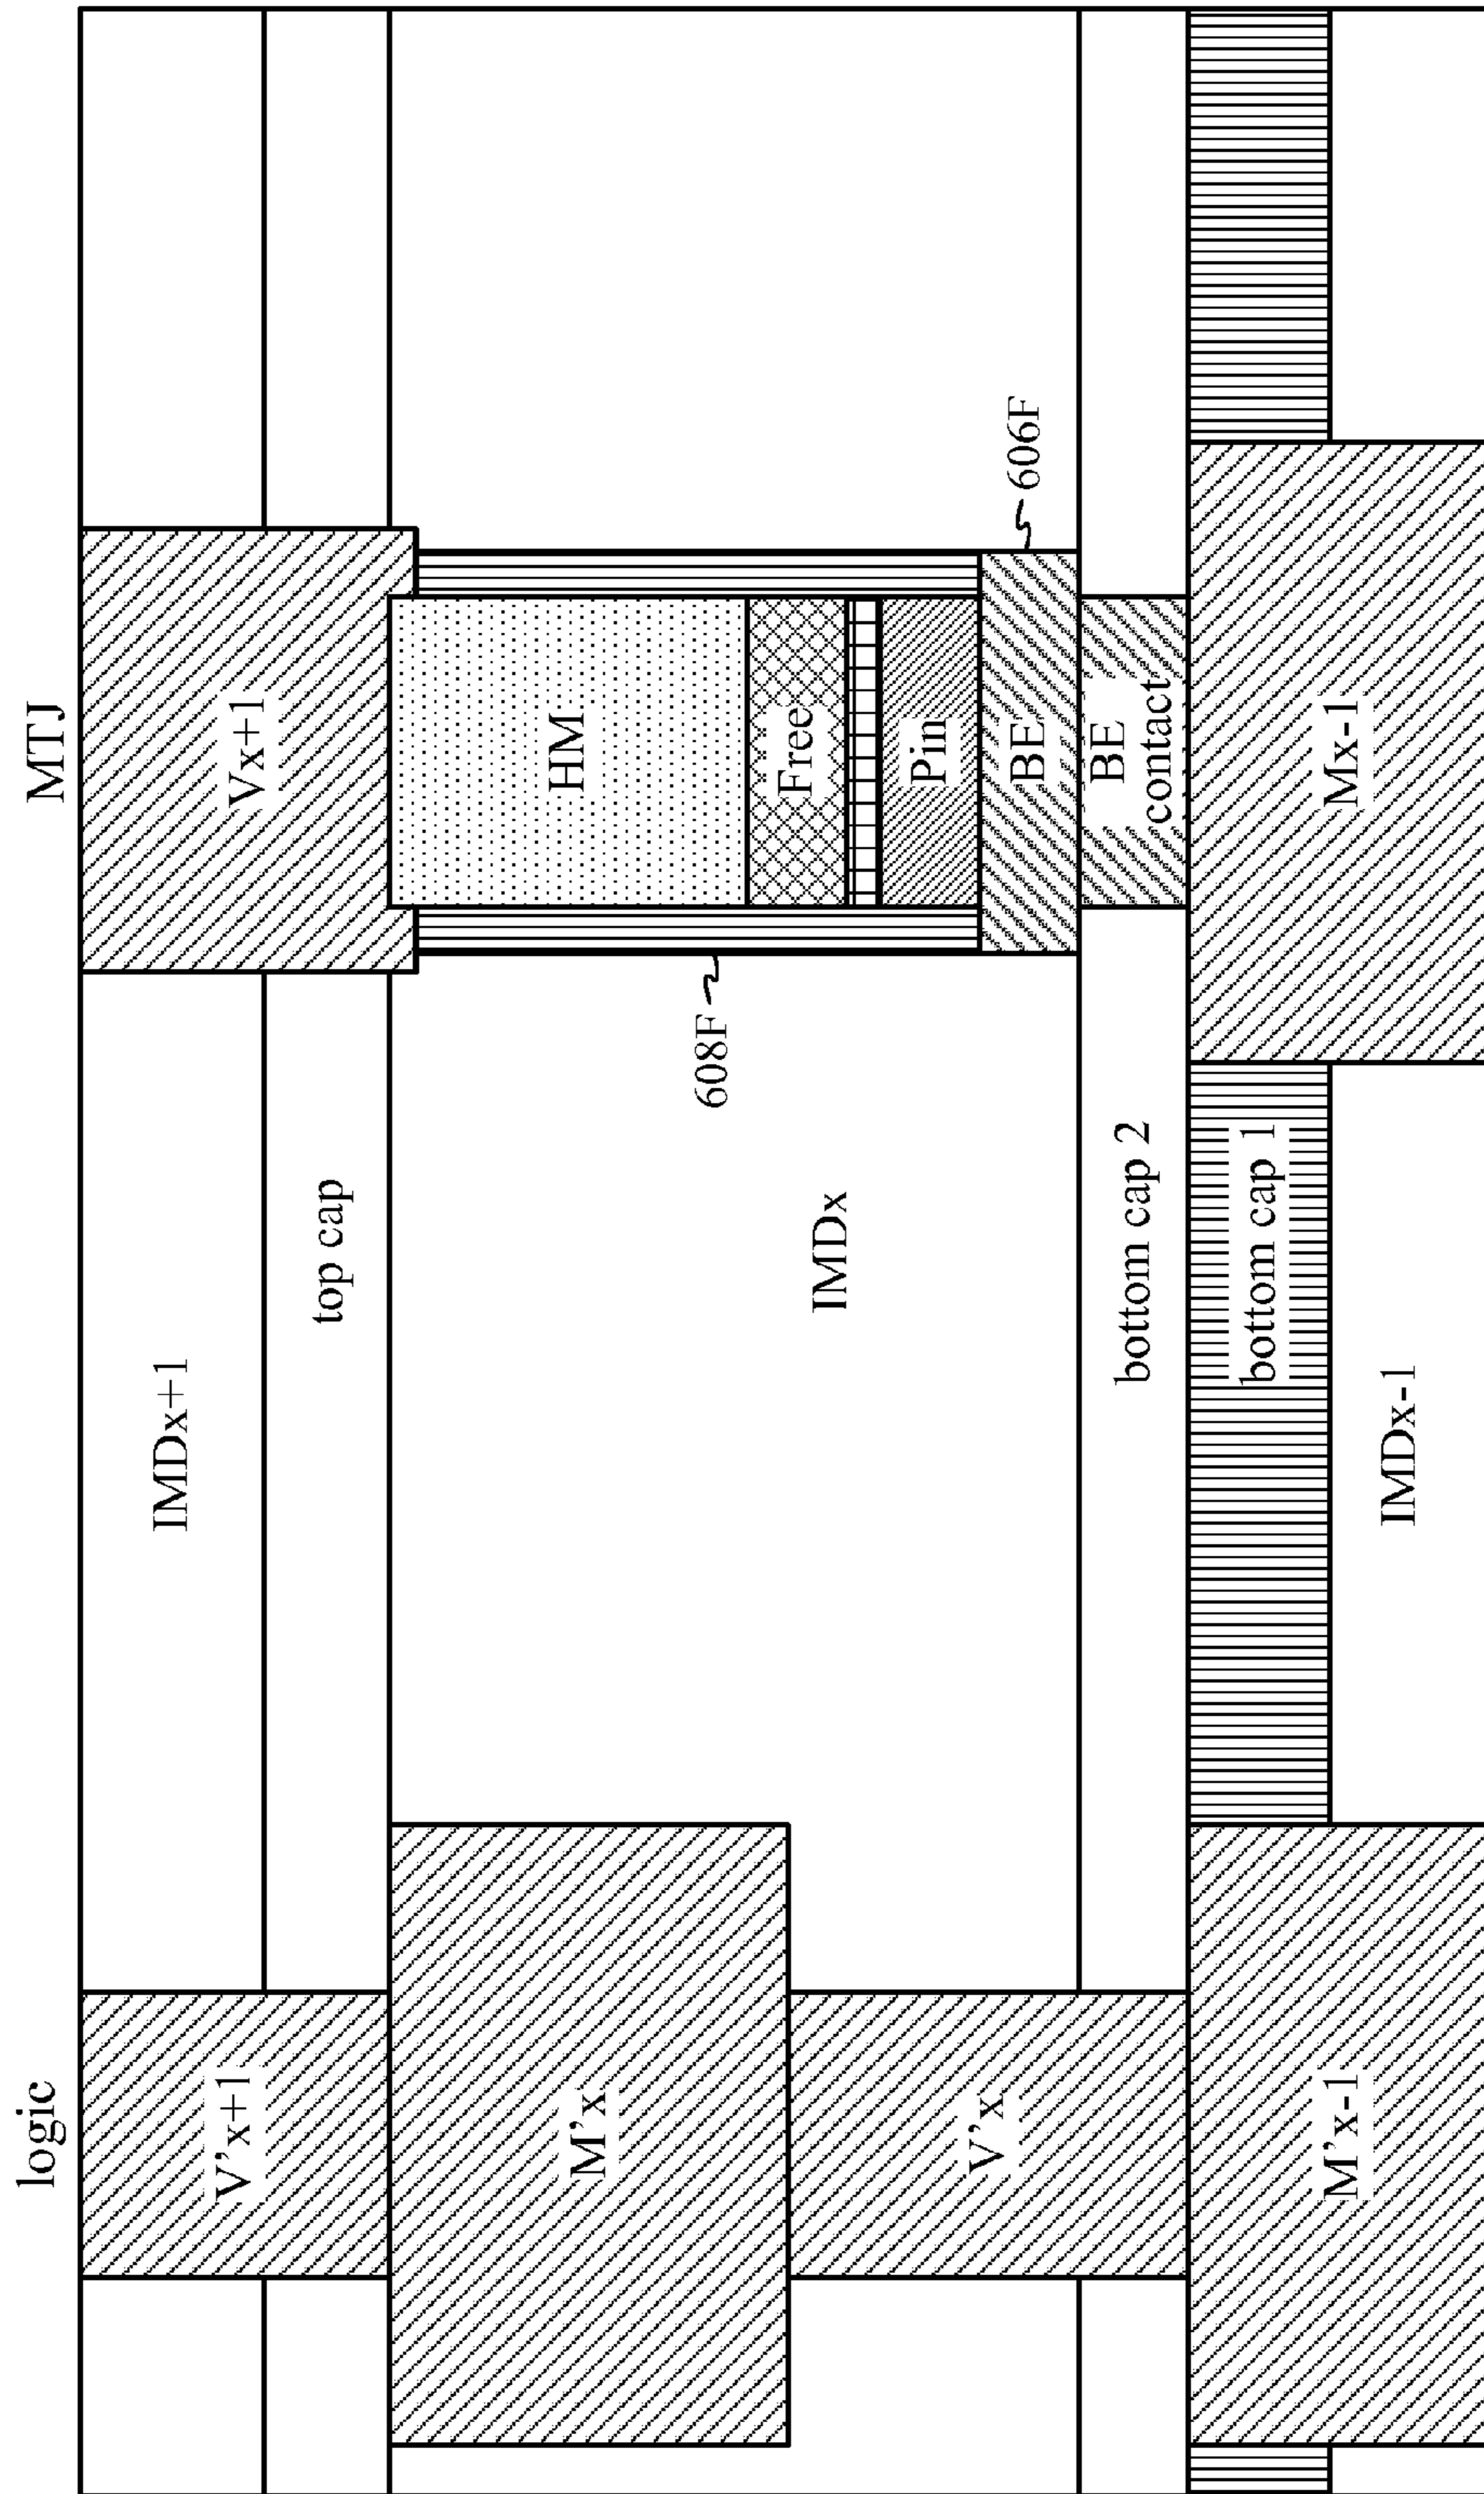 logic
MTJ
V'x+1
IMDx+1
Vx+1
top cap
M'x
HM
608F
Free
IMDx
Pin
V'x
BE
606F
bottom cap 2
BE
contact
bottom cap 1
M'x-1
IMDx-1
Mx-1